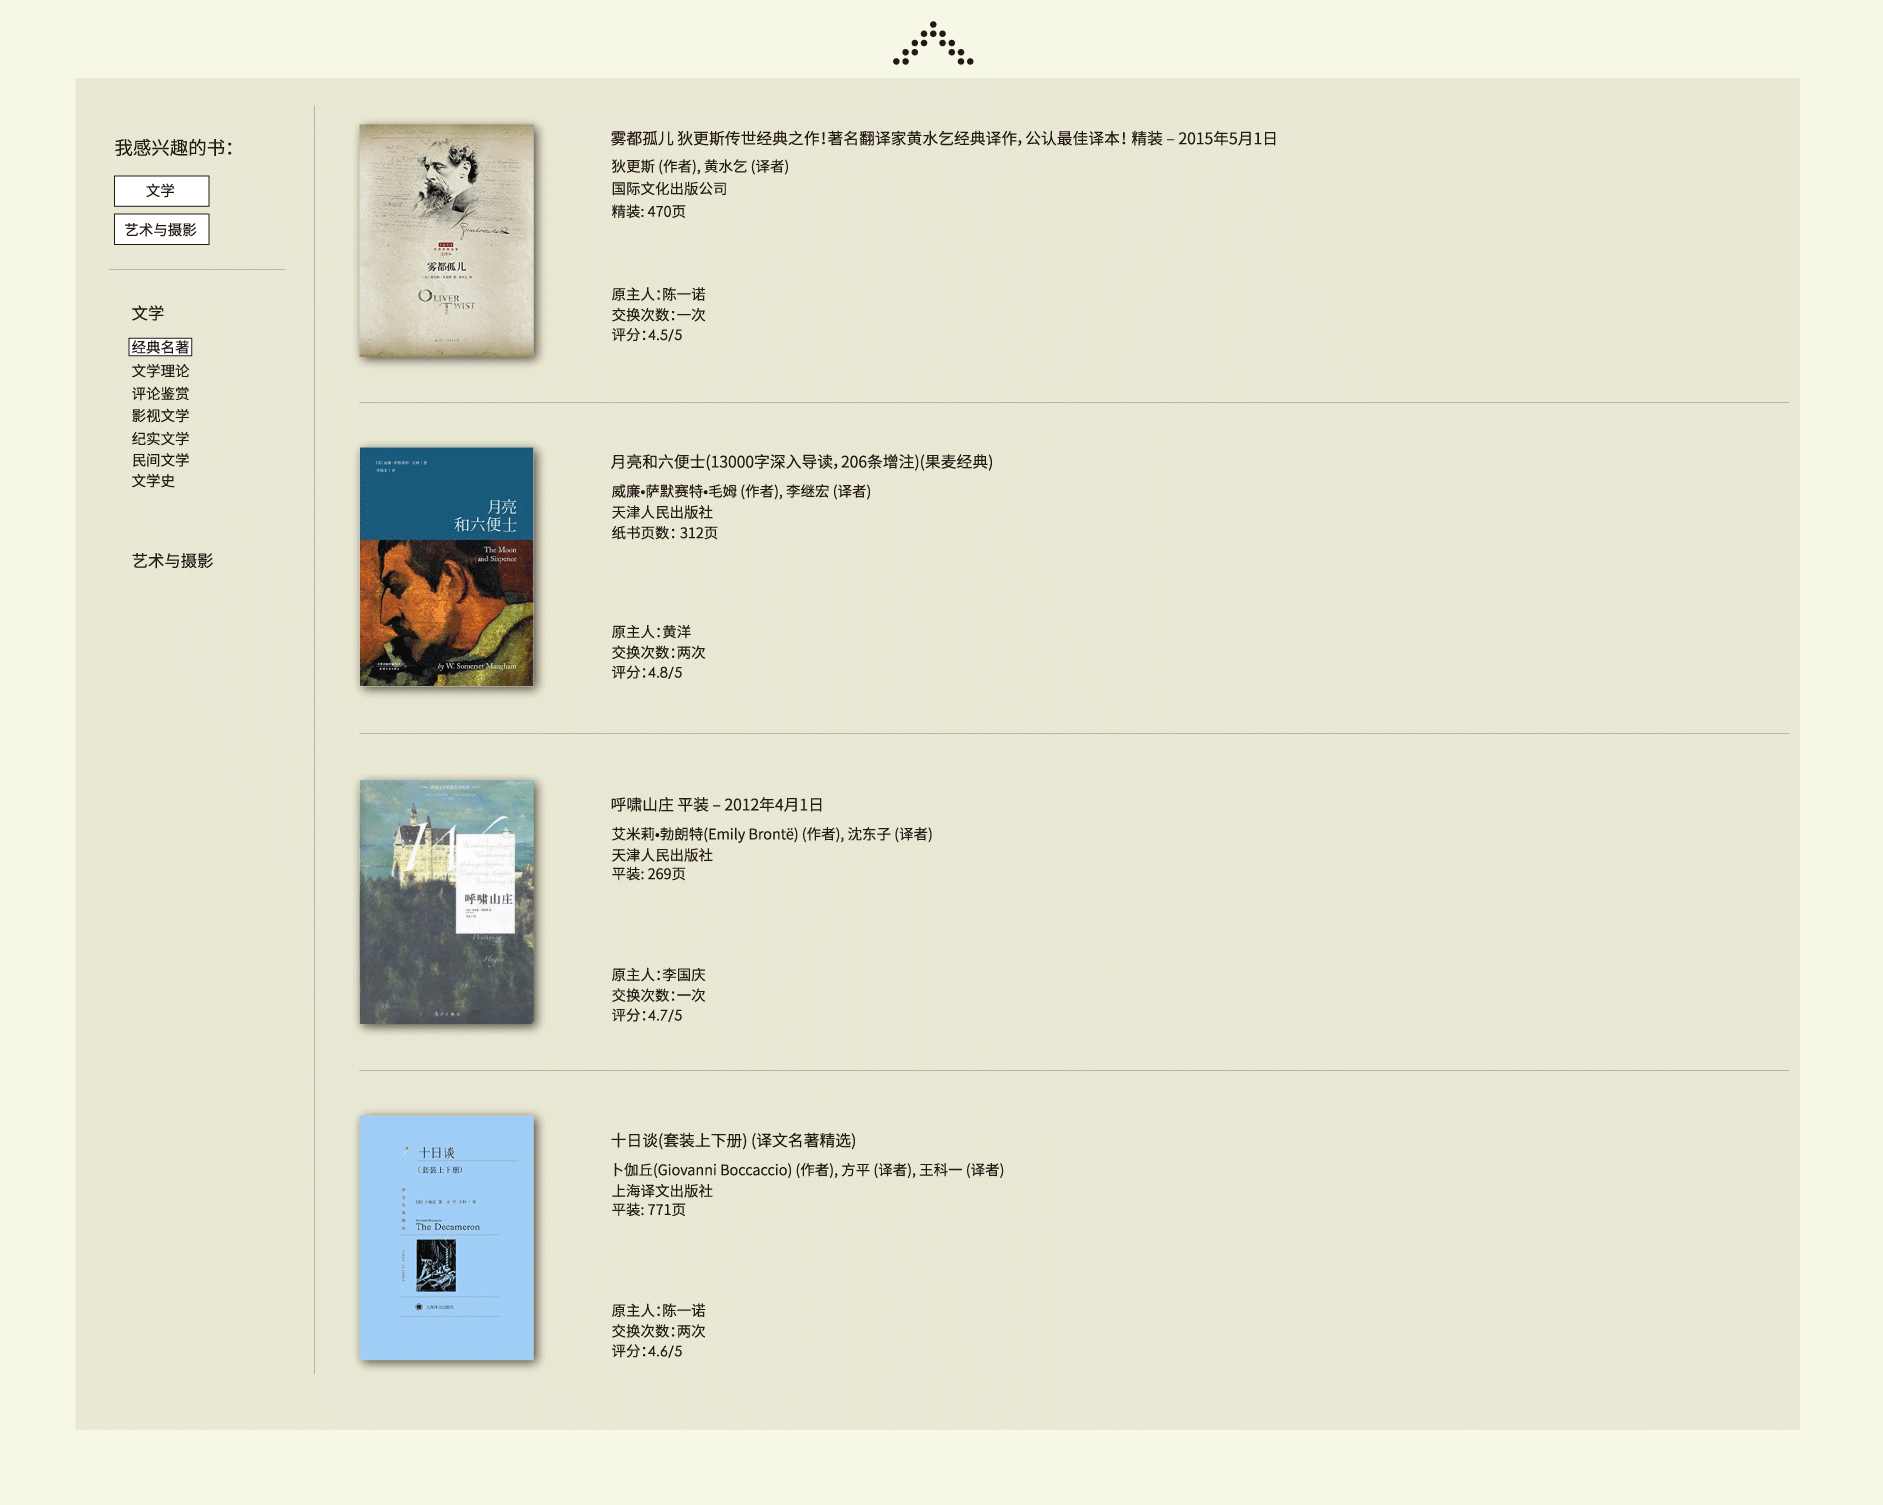 我感兴趣的书：
文学
艺术与摄影
文学
经典名著
文学理论
评论鉴赏
影视文学
纪实文学
民间文学
文学史
艺术与摄影
雾都孤儿
OLIVER
TWIST
雾都孤儿 狄更斯传世经典之作！著名翻译家黄水乞经典译作，公认最佳译本！ 精装 – 2015年5月1日
狄更斯 (作者), 黄水乞 (译者)
国际文化出版公司
精装: 470页
原主人：陈一诺
交换次数：一次
评分：4.5/5
月亮
和六便士
The Moon
and Sixpence
by W. Somerset Maugham
月亮和六便士(13000字深入导读，206条增注)(果麦经典)
威廉•萨默赛特•毛姆 (作者), 李继宏 (译者)
天津人民出版社
纸书页数： 312页
原主人：黄洋
交换次数：两次
评分：4.8/5
呼啸山庄
呼啸山庄 平装 – 2012年4月1日
艾米莉•勃朗特(Emily Brontë) (作者), 沈东子 (译者)
天津人民出版社
平装: 269页
原主人：李国庆
交换次数：一次
评分：4.7/5
十日谈
（套装上下册）
The Decameron
十日谈(套装上下册) (译文名著精选)
卜伽丘(Giovanni Boccaccio) (作者), 方平 (译者), 王科一 (译者)
上海译文出版社
平装: 771页
原主人：陈一诺
交换次数：两次
评分：4.6/5